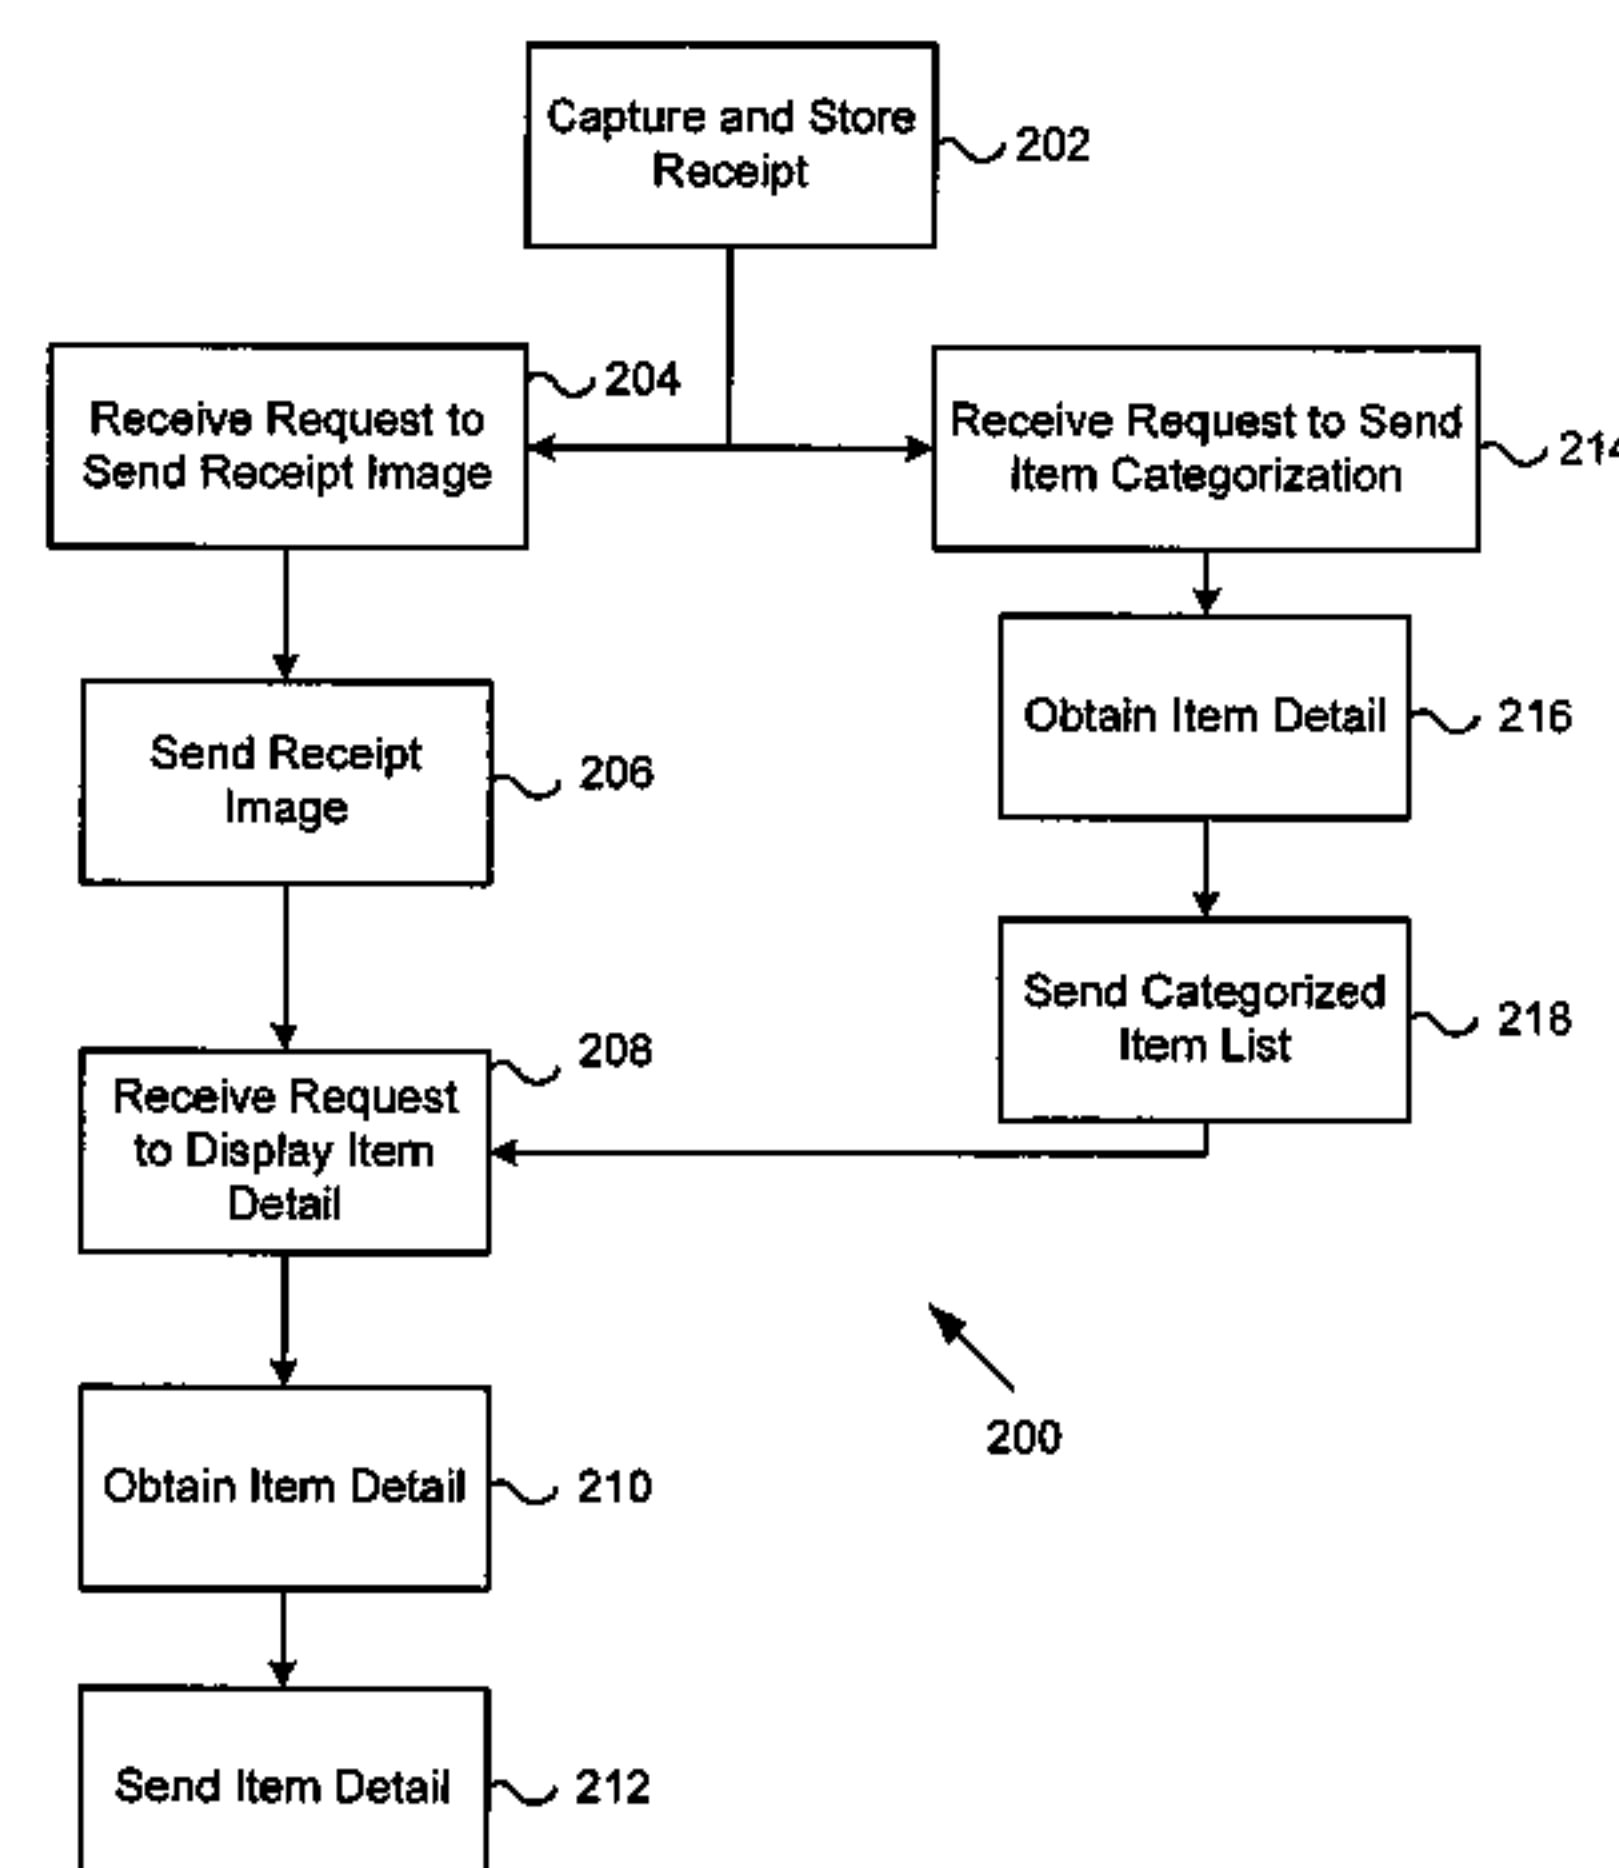 Capture and Store
Receipt
202
Receive Request to
Send Receipt Image
204
Receive Request to Send
Item Categorization
214
Send Receipt
Image
206
Obtain Item Detail
216
Send Categorized
Item List
218
Receive Request
to Display Item
Detail
208
200
Obtain Item Detail
210
Send Item Detail
212